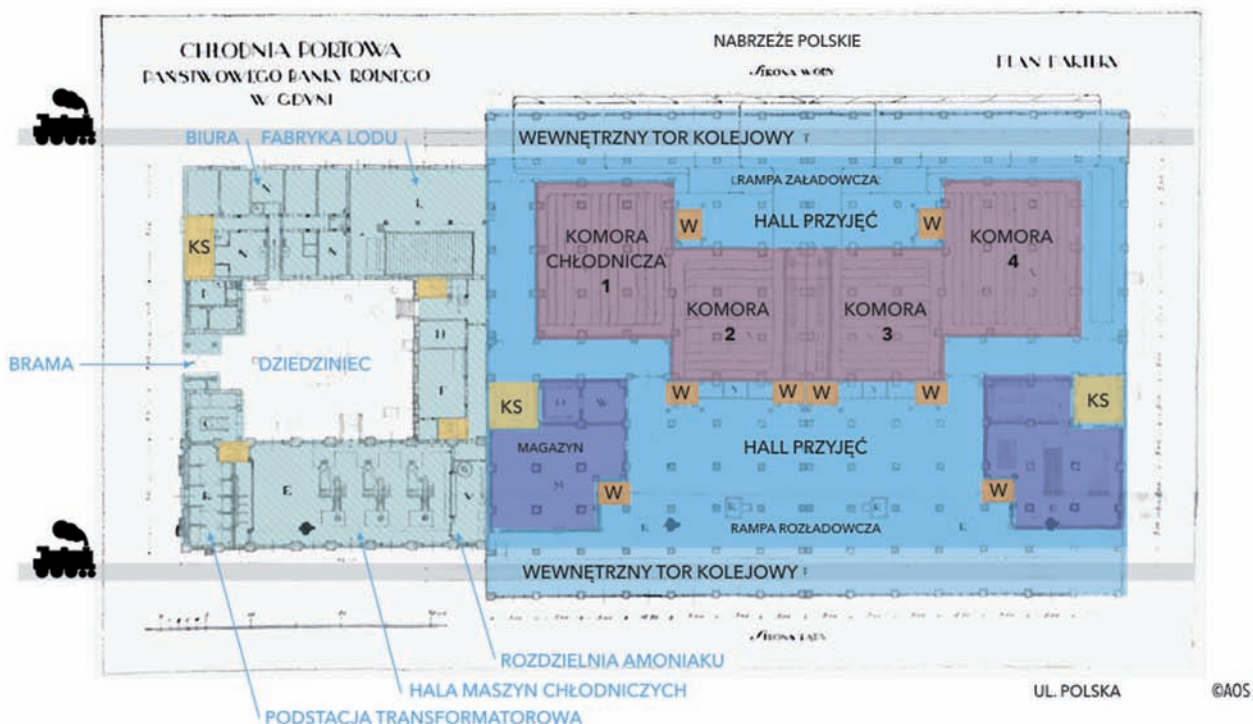 CHŁODNIA PORTOWA
PAŃSTWOWEGO BANKU ROLNEGO
W GDYNI
NABRZEŻE POLSKIE
STRONA WODY
PLAN PARTERU
BIURA
FABRYKA LODU
WEWNĘTRZNY TOR KOLEJOWY
RAMPA ZAŁADOWCZA
HALL PRZYJĘĆ
W
W
KS
KOMORA
CHŁODNICZA
1
KOMORA
2
KOMORA
3
KOMORA
4
BRAMA
DZIEDZINIEC
W
W
W
W
KS
KS
MAGAZYN
HALL PRZYJĘĆ
W
W
RAMPA ROZŁADOWCZA
WEWNĘTRZNY TOR KOLEJOWY
STRONA LĄDU
ROZDZIELNIA AMONIAKU
HALA MASZYN CHŁODNICZYCH
PODSTACJA TRANSFORMATOROWA
UL. POLSKA
©AOS